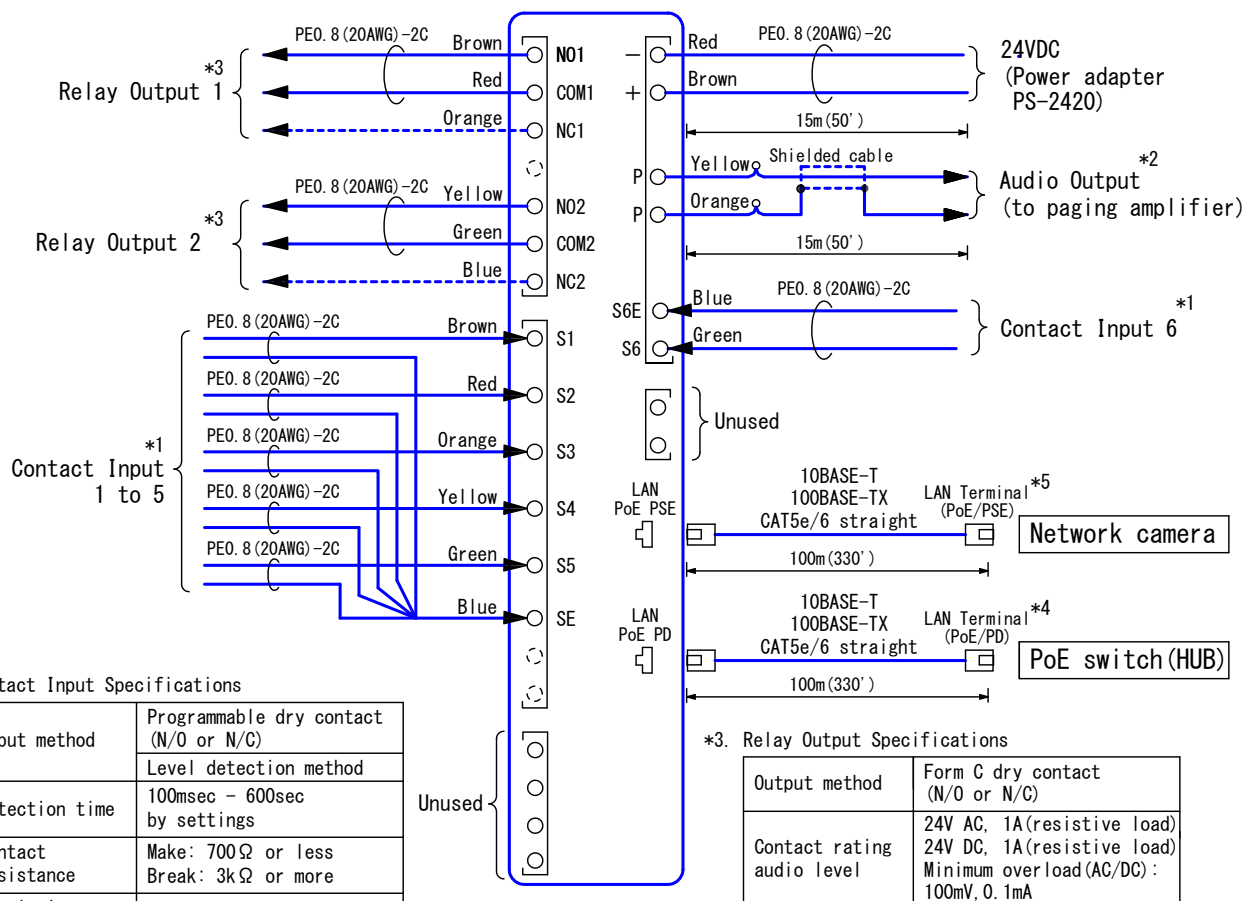 PE0.8(20AWG)-2C
Brown
NO1
*3
Relay Output 1
Red
COM1
Orange
NC1
PE0.8(20AWG)-2C
Yellow
NO2
*3
Relay Output 2
Green
COM2
Blue
NC2
PE0.8(20AWG)-2C
Brown
S1
PE0.8(20AWG)-2C
Red
S2
PE0.8(20AWG)-2C
Orange
S3
*1
Contact Input
1 to 5
PE0.8(20AWG)-2C
Yellow
S4
PE0.8(20AWG)-2C
Green
S5
Blue
SE
Unused
−
Red
PE0.8(20AWG)-2C
+
Brown
24VDC
(Power adapter
PS-2420)
15m(50')
P
Yellow
Shielded cable
P
Orange
*2
Audio Output
(to paging amplifier)
15m(50')
S6E
Blue
PE0.8(20AWG)-2C
S6
Green
*1
Contact Input 6
Unused
LAN
PoE PSE
10BASE-T
100BASE-TX
CAT5e/6 straight
LAN Terminal*5
(PoE/PSE)
Network camera
100m(330')
LAN
PoE PD
10BASE-T
100BASE-TX
CAT5e/6 straight
LAN Terminal*4
(PoE/PD)
PoE switch(HUB)
100m(330')
tact Input Specifications
put method
Programmable dry contact
(N/O or N/C)
Level detection method
tection time
100msec - 600sec
by settings
ntact
sistance
Make: 700Ω or less
Break: 3kΩ or more
*3. Relay Output Specifications
Output method
Form C dry contact
(N/O or N/C)
Contact rating
audio level
24V AC, 1A(resistive load)
24V DC, 1A(resistive load)
Minimum overload(AC/DC):
100mV,0.1mA